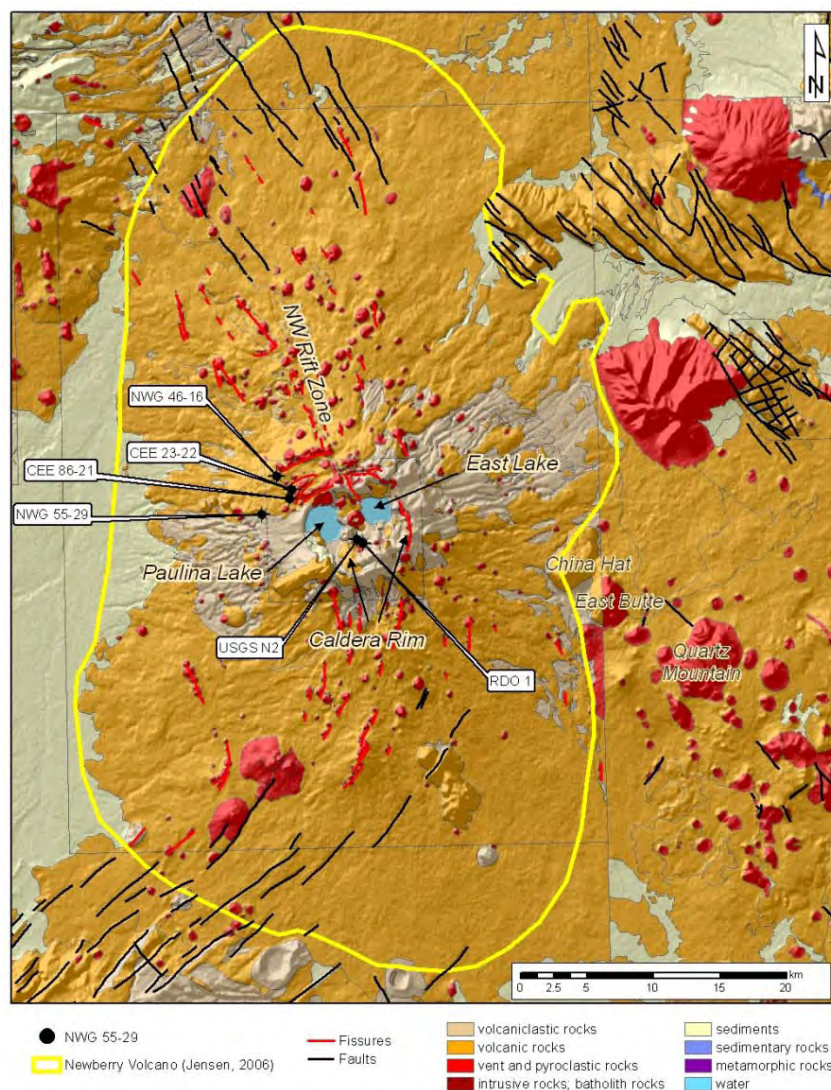 N
NW Rift Zone
NWG 46-16
CEE 23-22
CEE 86-21
NWG 55-29
East Lake
Paulina Lake
China Hat
East Butte
USGS N2
Caldera Rim
RDO 1
Quartz
Mountain
km
0 2.5 5 10 15 20
NWG 55-29
Newberry Volcano (Jensen, 2006)
Fissures
Faults
volcaniclastic rocks
volcanic rocks
vent and pyroclastic rocks
intrusive rocks; batholith rocks
sediments
sedimentary rocks
metamorphic rocks
water